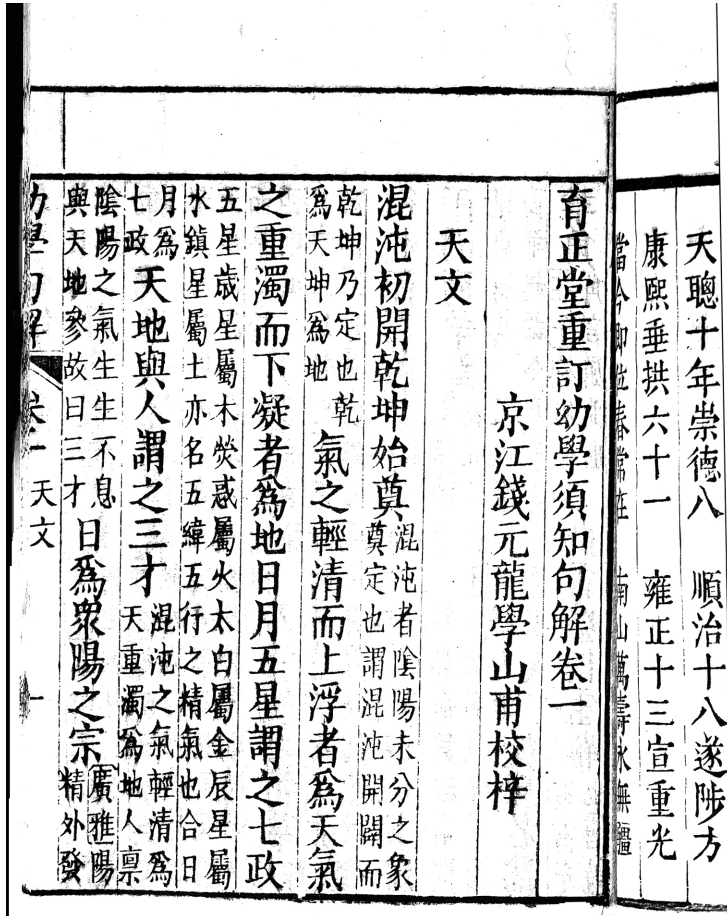 天聰十年崇德八　順治十八遂陟方
康熙垂拱六十一　雍正十三宣重光
當今即位春常在　南山萬壽永無疆
育正堂重訂幼學須知句解卷一
京江錢元龍學山甫校梓
天文
混沌初開乾坤始奠混沌者陰陽未分之象奠定也謂混沌開闢而
乾坤乃定也乾爲天坤爲地氣之輕清而上浮者爲天氣
之重濁而下凝者爲地日月五星謂之七政
五星歲星屬木熒惑屬火太白屬金辰星屬水鎮星屬土亦名五緯五行之精氣也合日
月爲七政天地與人謂之三才混沌之氣輕清爲天重濁爲地人禀
陰陽之氣生生不息與天地參故曰三才日爲衆陽之宗廣雅陽精外發
幼學句解　卷一　天文　一